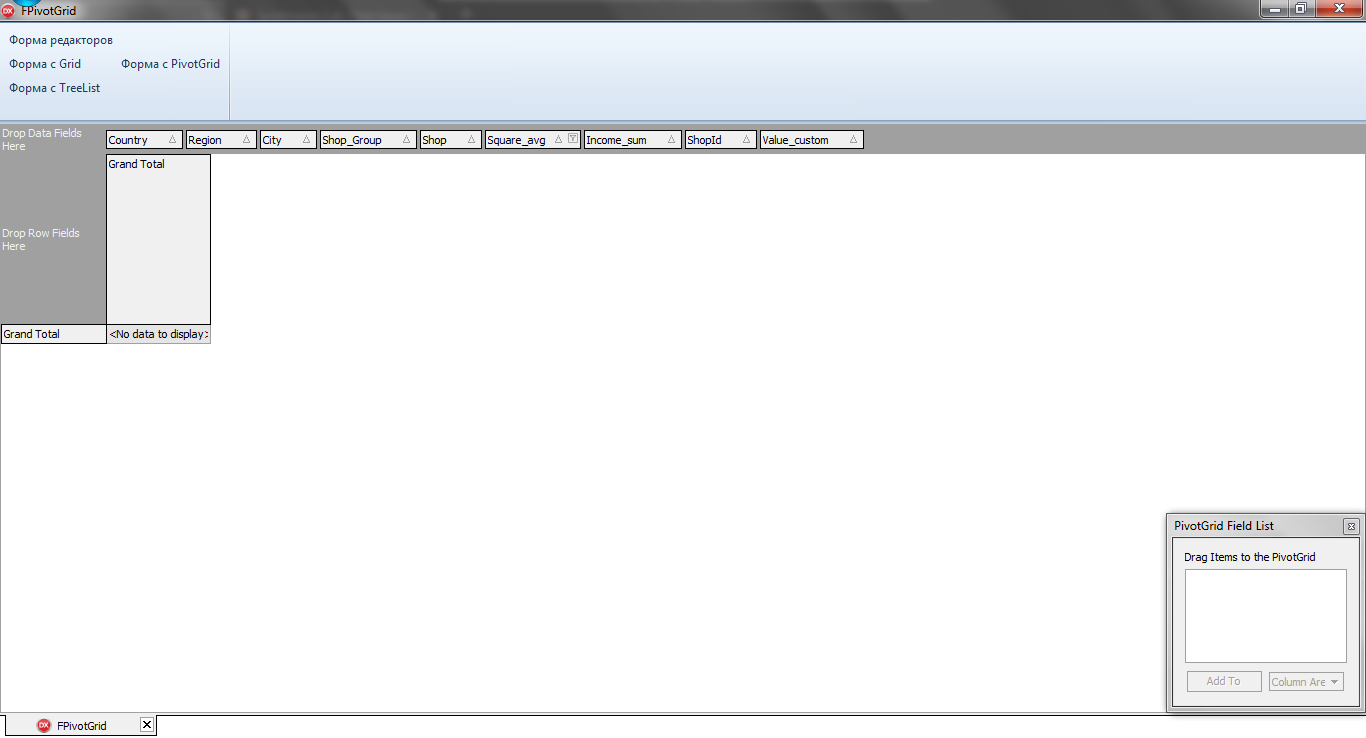 FPivotGrid
Форма редакторов
Форма с Grid
Форма с PivotGrid
Форма с TreeList
Drop Data Fields
Here
Country
Region
City
Shop_Group
Shop
Square_avg
Income_sum
ShopId
Value_custom
Grand Total
Drop Row Fields
Here
Grand Total
<No data to display>
PivotGrid Field List
Drag Items to the PivotGrid
Add To
Column Are
DX FPivotGrid